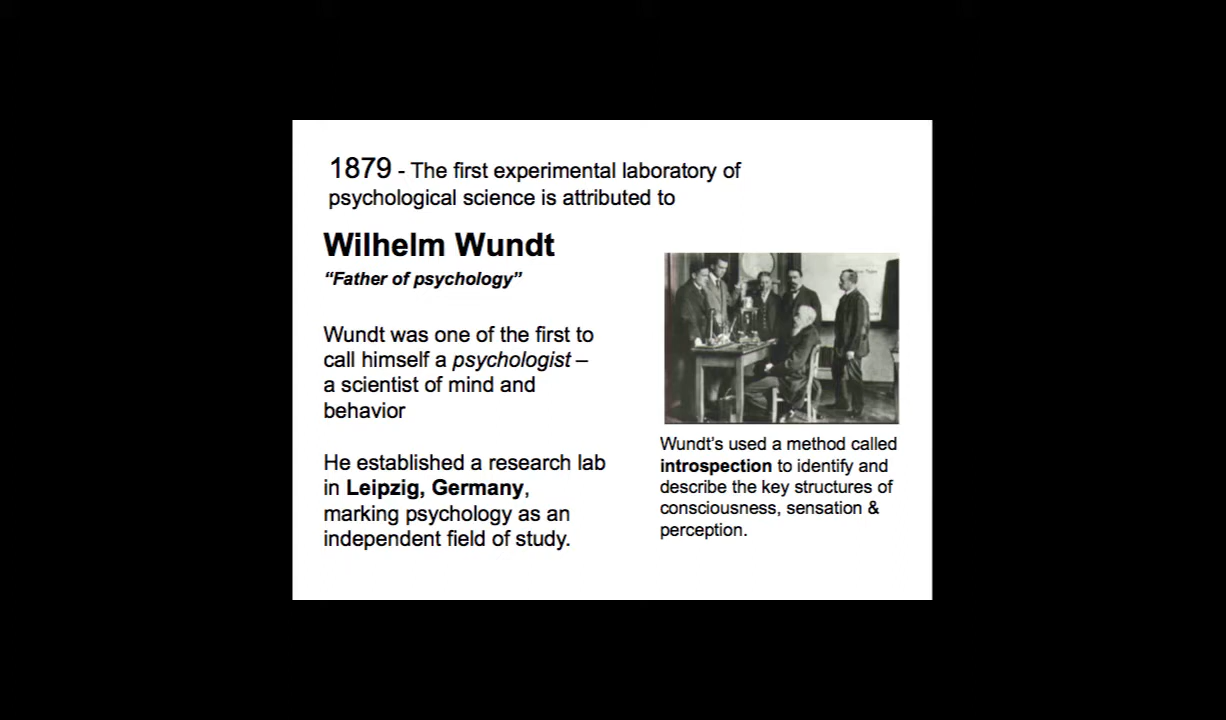 1879 - The first experimental laboratory of
psychological science is attributed to
Wilhelm Wundt
“Father of psychology”
Wundt was one of the first to
call himself a psychologist –
a scientist of mind and
behavior
He established a research lab
in Leipzig, Germany,
marking psychology as an
independent field of study.
Wundt’s used a method called
introspection to identify and
describe the key structures of
consciousness, sensation &
perception.